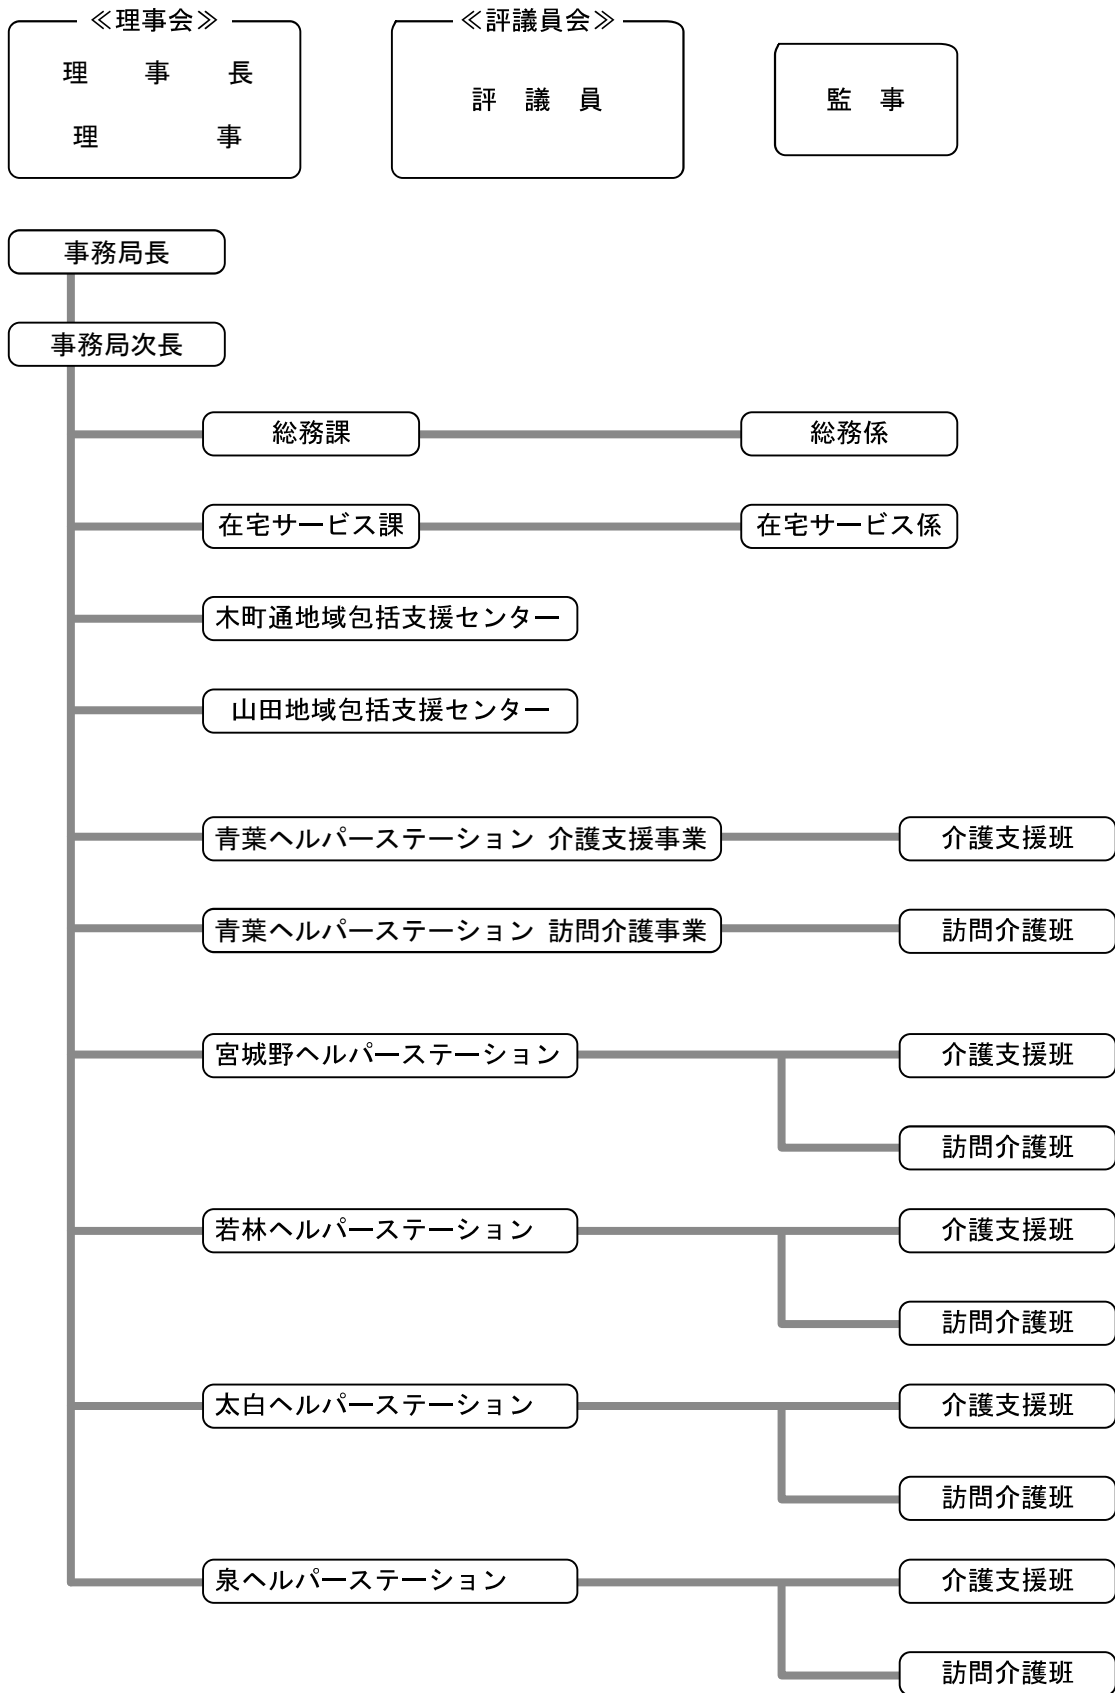 ≪理事会≫
理事長
理事
≪評議員会≫
評議員
監事
事務局長
事務局次長
総務課 総務係
在宅サービス課 在宅サービス係
木町通地域包括支援センター
山田地域包括支援センター
青葉ヘルパーステーション 介護支援事業 介護支援班
青葉ヘルパーステーション 訪問介護事業 訪問介護班
宮城野ヘルパーステーション 介護支援班
訪問介護班
若林ヘルパーステーション 介護支援班
訪問介護班
太白ヘルパーステーション 介護支援班
訪問介護班
泉ヘルパーステーション 介護支援班
訪問介護班